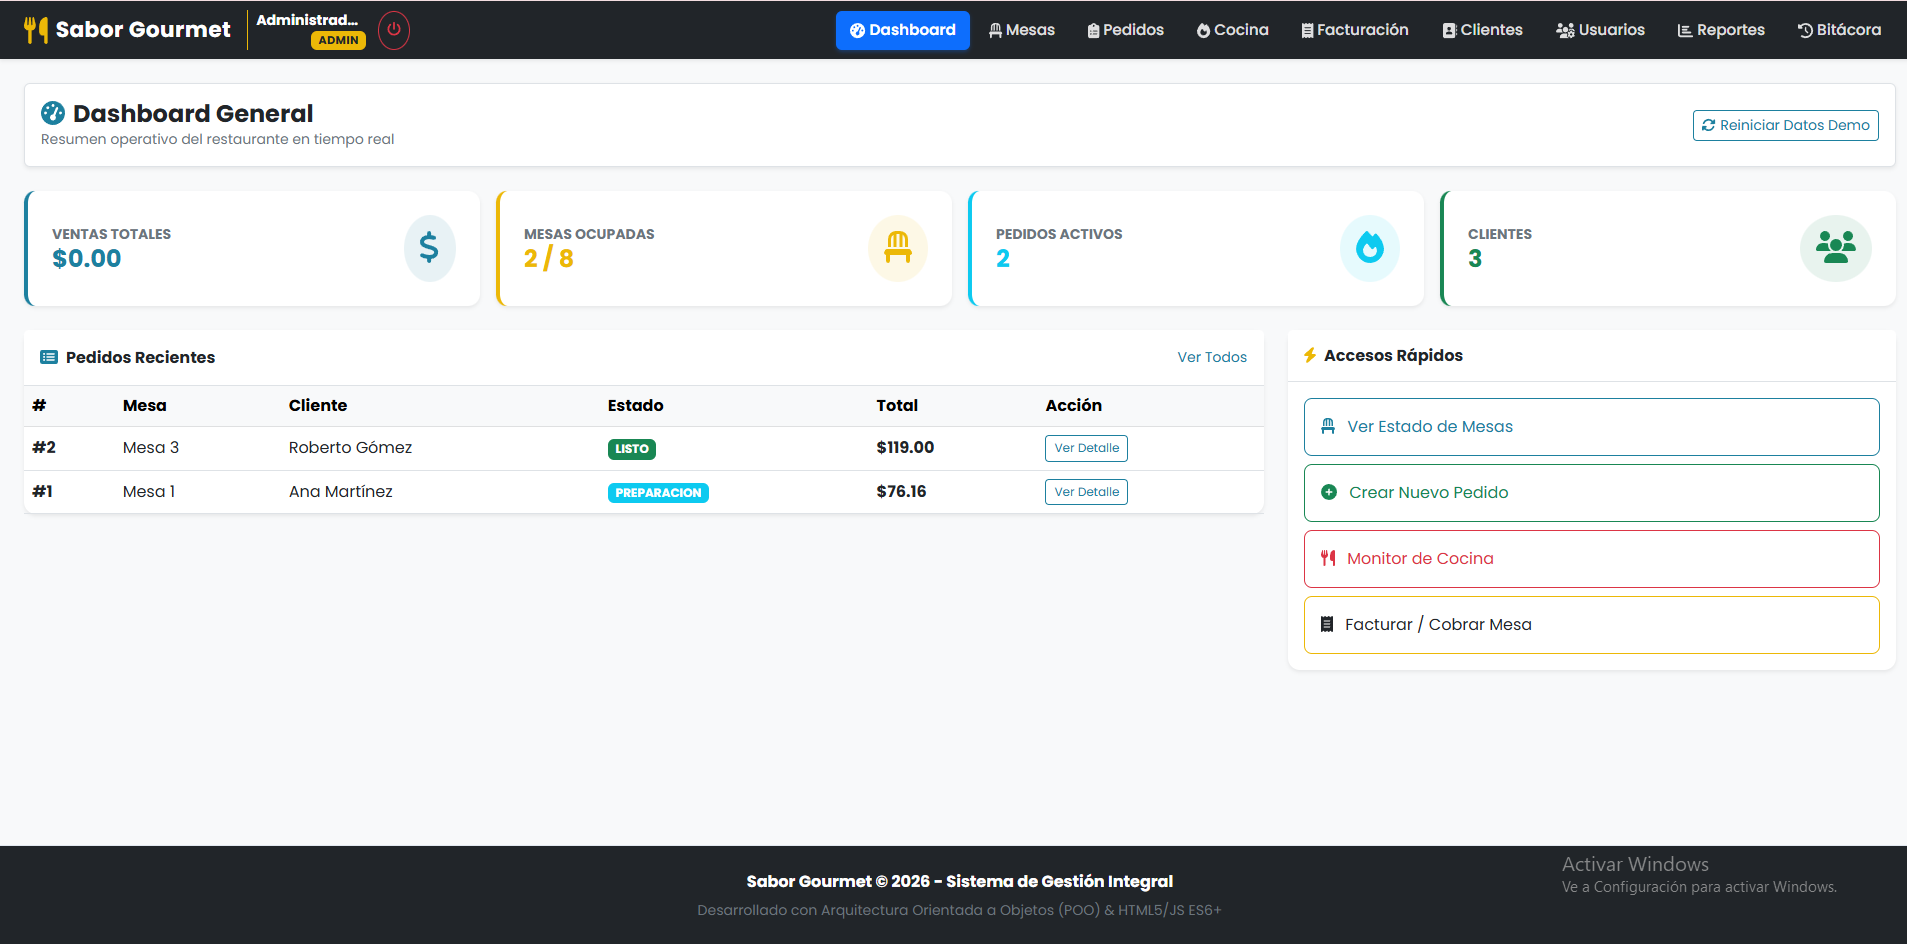 Sabor Gourmet
Administrad...
ADMIN
Dashboard
Mesas
Pedidos
Cocina
Facturación
Clientes
Usuarios
Reportes
Bitácora
Dashboard General
Resumen operativo del restaurante en tiempo real
Reiniciar Datos Demo
VENTAS TOTALES
$0.00
MESAS OCUPADAS
2 / 8
PEDIDOS ACTIVOS
2
CLIENTES
3
Pedidos Recientes
Ver Todos
# Mesa Cliente Estado Total Acción
#2 Mesa 3 Roberto Gómez LISTO $119.00 Ver Detalle
#1 Mesa 1 Ana Martínez PREPARACION $76.16 Ver Detalle
Accesos Rápidos
Ver Estado de Mesas
Crear Nuevo Pedido
Monitor de Cocina
Facturar / Cobrar Mesa
Sabor Gourmet © 2026 - Sistema de Gestión Integral
Desarrollado con Arquitectura Orientada a Objetos (POO) & HTML5/JS ES6+
Activar Windows
Ve a Configuración para activar Windows.